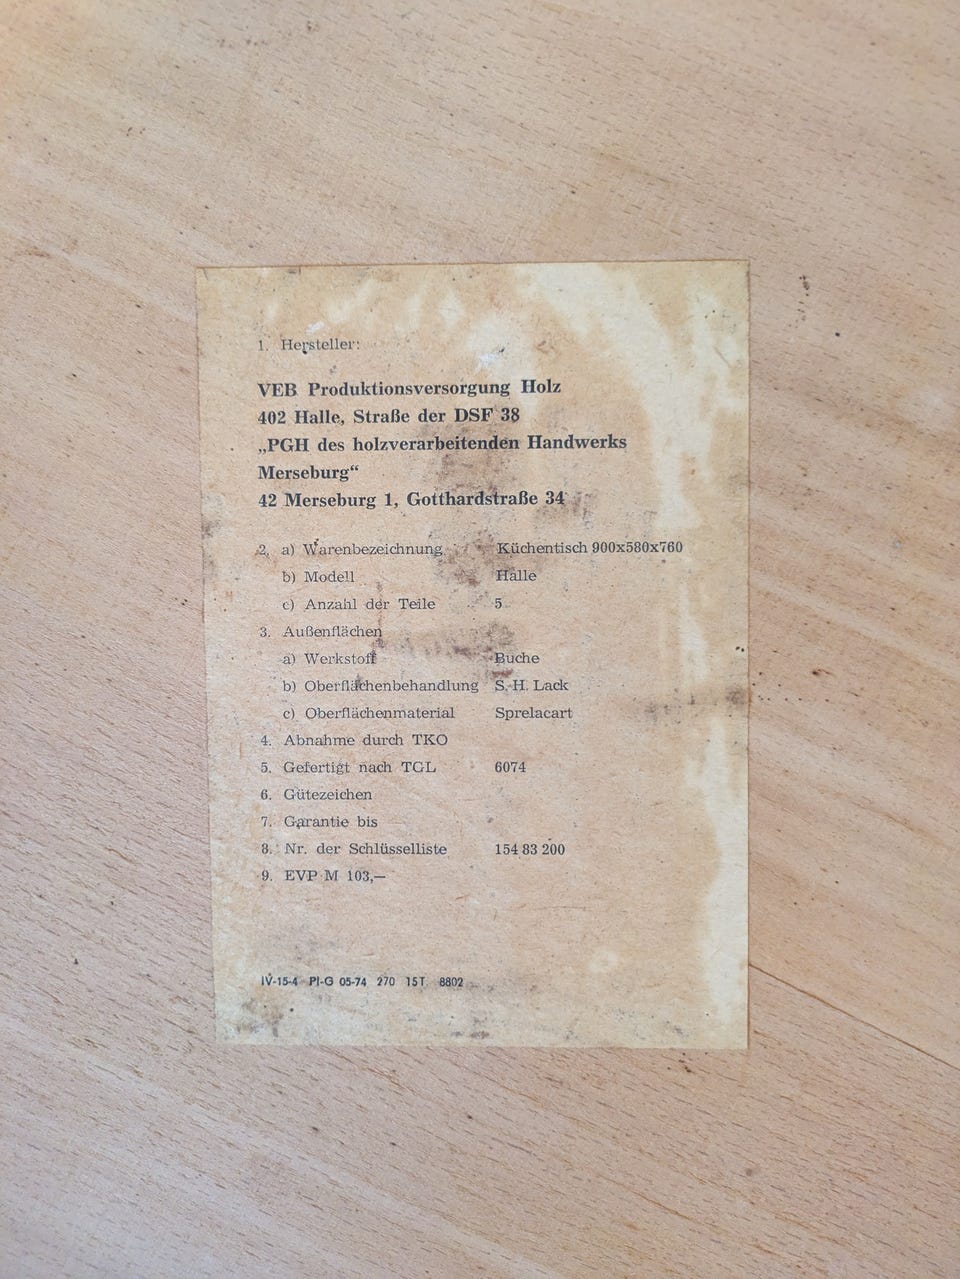 1. Hersteller:
VEB Produktionsversorgung Holz
402 Halle, Straße der DSF 38
„PGH des holzverarbeitenden Handwerks
Merseburg“
42 Merseburg 1, Gotthardstraße 34
2. a) Warenbezeichnung Küchentisch 900x580x760
b) Modell Halle
c) Anzahl der Teile 5
3. Außenflächen
a) Werkstoff Buche
b) Oberflächenbehandlung S. H. Lack
c) Oberflächenmaterial Sprelacart
4. Abnahme durch TKO
5. Gefertigt nach TGL 6074
6. Gütezeichen
7. Garantie bis
8. Nr. der Schlüsselliste 154 83 200
9. EVP M 103,—
IV-15-4 PI-G 05-74 270 15T 8802